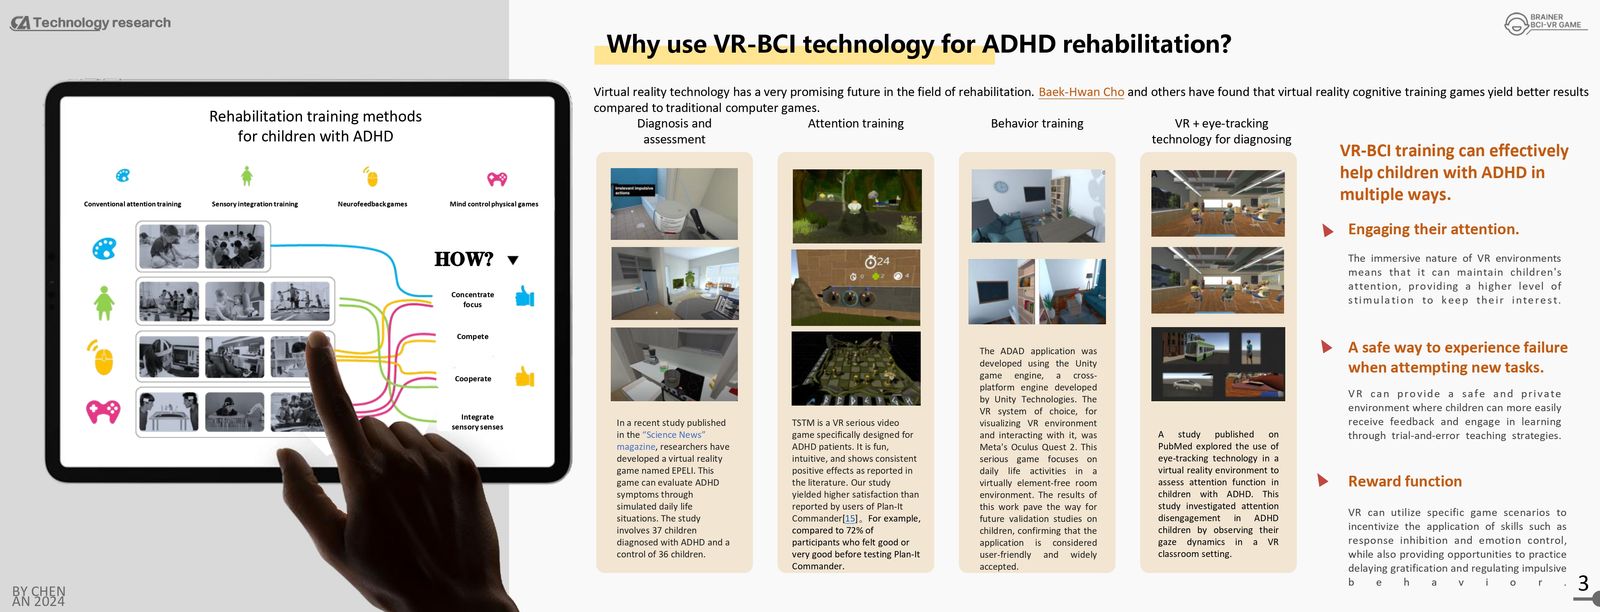 Technology research
BRAINER
BCI-VR GAME
Why use VR-BCI technology for ADHD rehabilitation?
Virtual reality technology has a very promising future in the field of rehabilitation. Baek-Hwan Cho and others have found that virtual reality cognitive training games yield better results
compared to traditional computer games.
Rehabilitation training methods
for children with ADHD
Conventional attention training
Sensory integration training
Neurofeedback games
Mind control physical games
HOW? ▼
Concentrate
focus
Compete
Cooperate
Integrate
sensory senses
Diagnosis and
assessment
Irrelevant impulsive
actions
In a recent study published
in the "Science News"
magazine, researchers have
developed a virtual reality
game named EPELI. This
game can evaluate ADHD
symptoms through
simulated daily life
situations. The study
involves 37 children
diagnosed with ADHD and a
control of 36 children.
Attention training
24
TSTM is a VR serious video
game specifically designed for
ADHD patients. It is fun,
intuitive, and shows consistent
positive effects as reported in
the literature. Our study
yielded higher satisfaction than
reported by users of Plan-It
Commander[15]。For example,
compared to 72% of
participants who felt good or
very good before testing Plan-It
Commander.
Behavior training
The ADAD application was
developed using the Unity
game engine, a cross-
platform engine developed
by Unity Technologies. The
VR system of choice, for
visualizing VR environment
and interacting with it, was
Meta's Oculus Quest 2. This
serious game focuses on
daily life activities in a
virtually element-free room
environment. The results of
this work pave the way for
future validation studies on
children, confirming that the
application is considered
user-friendly and widely
accepted.
VR + eye-tracking
technology for diagnosing
A
A study published on
PubMed explored the use of
eye-tracking technology in a
virtual reality environment to
assess attention function in
children with ADHD. This
study investigated attention
disengagement in ADHD
children by observing their
gaze dynamics in a VR
classroom setting.
VR-BCI training can effectively
help children with ADHD in
multiple ways.
Engaging their attention.
The immersive nature of VR environments
means that it can maintain children's
attention, providing a higher level of
stimulation to keep their interest.
A safe way to experience failure
when attempting new tasks.
VR can provide a safe and private
environment where children can more easily
receive feedback and engage in learning
through trial-and-error teaching strategies.
Reward function
VR can utilize specific game scenarios to
incentivize the application of skills such as
response inhibition and emotion control,
while also providing opportunities to practice
delaying gratification and regulating impulsive
behavior.
BY CHEN
AN 2024
3